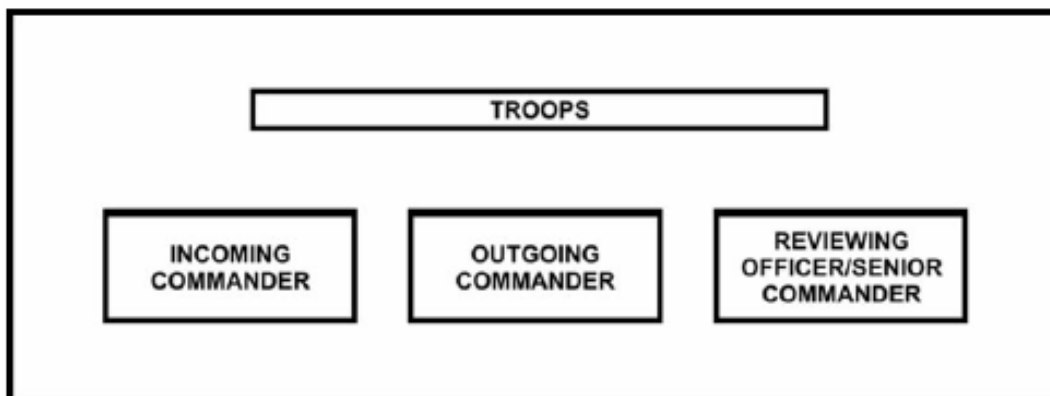 TROOPS
INCOMING
COMMANDER
OUTGOING
COMMANDER
REVIEWING
OFFICER/SENIOR
COMMANDER